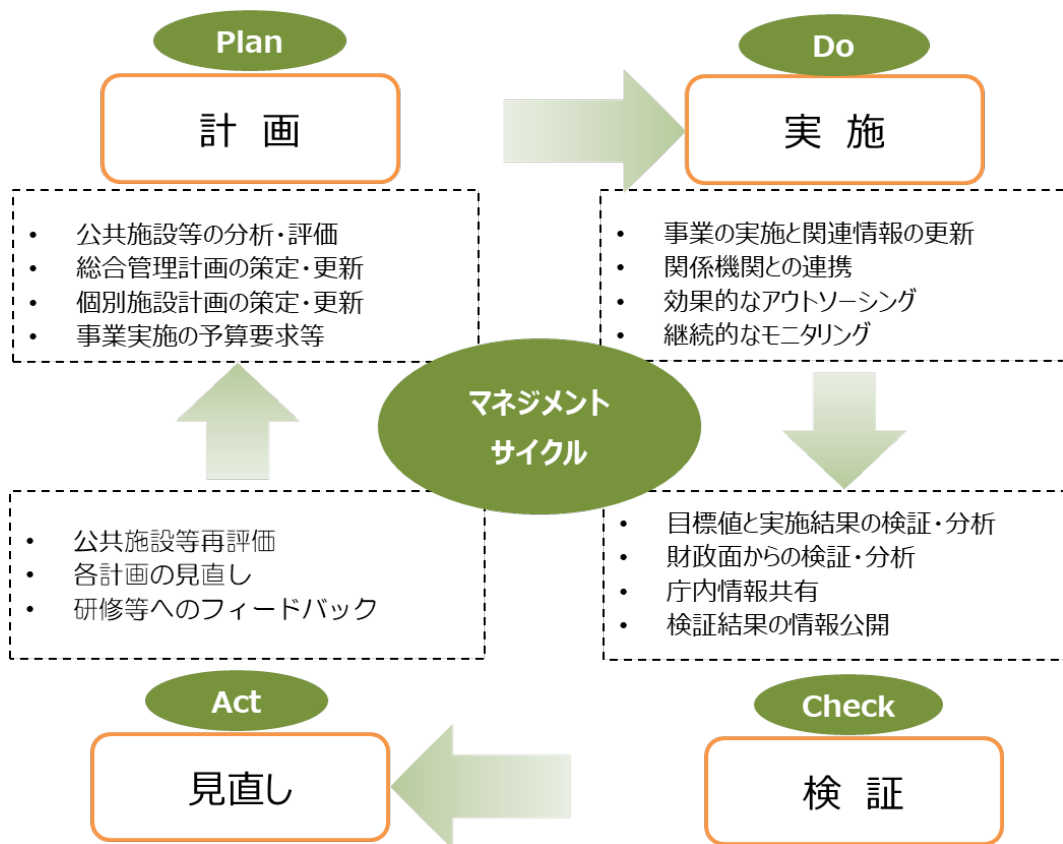 Plan
計 画
• 公共施設等の分析・評価
• 総合管理計画の策定・更新
• 個別施設計画の策定・更新
• 事業実施の予算要求等
Do
実 施
• 事業の実施と関連情報の更新
• 関係機関との連携
• 効果的なアウトソーシング
• 継続的なモニタリング
マネジメント
サイクル
• 目標値と実施結果の検証・分析
• 財政面からの検証・分析
• 庁内情報共有
• 検証結果の情報公開
Check
検 証
• 公共施設等再評価
• 各計画の見直し
• 研修等へのフィードバック
Act
見直し